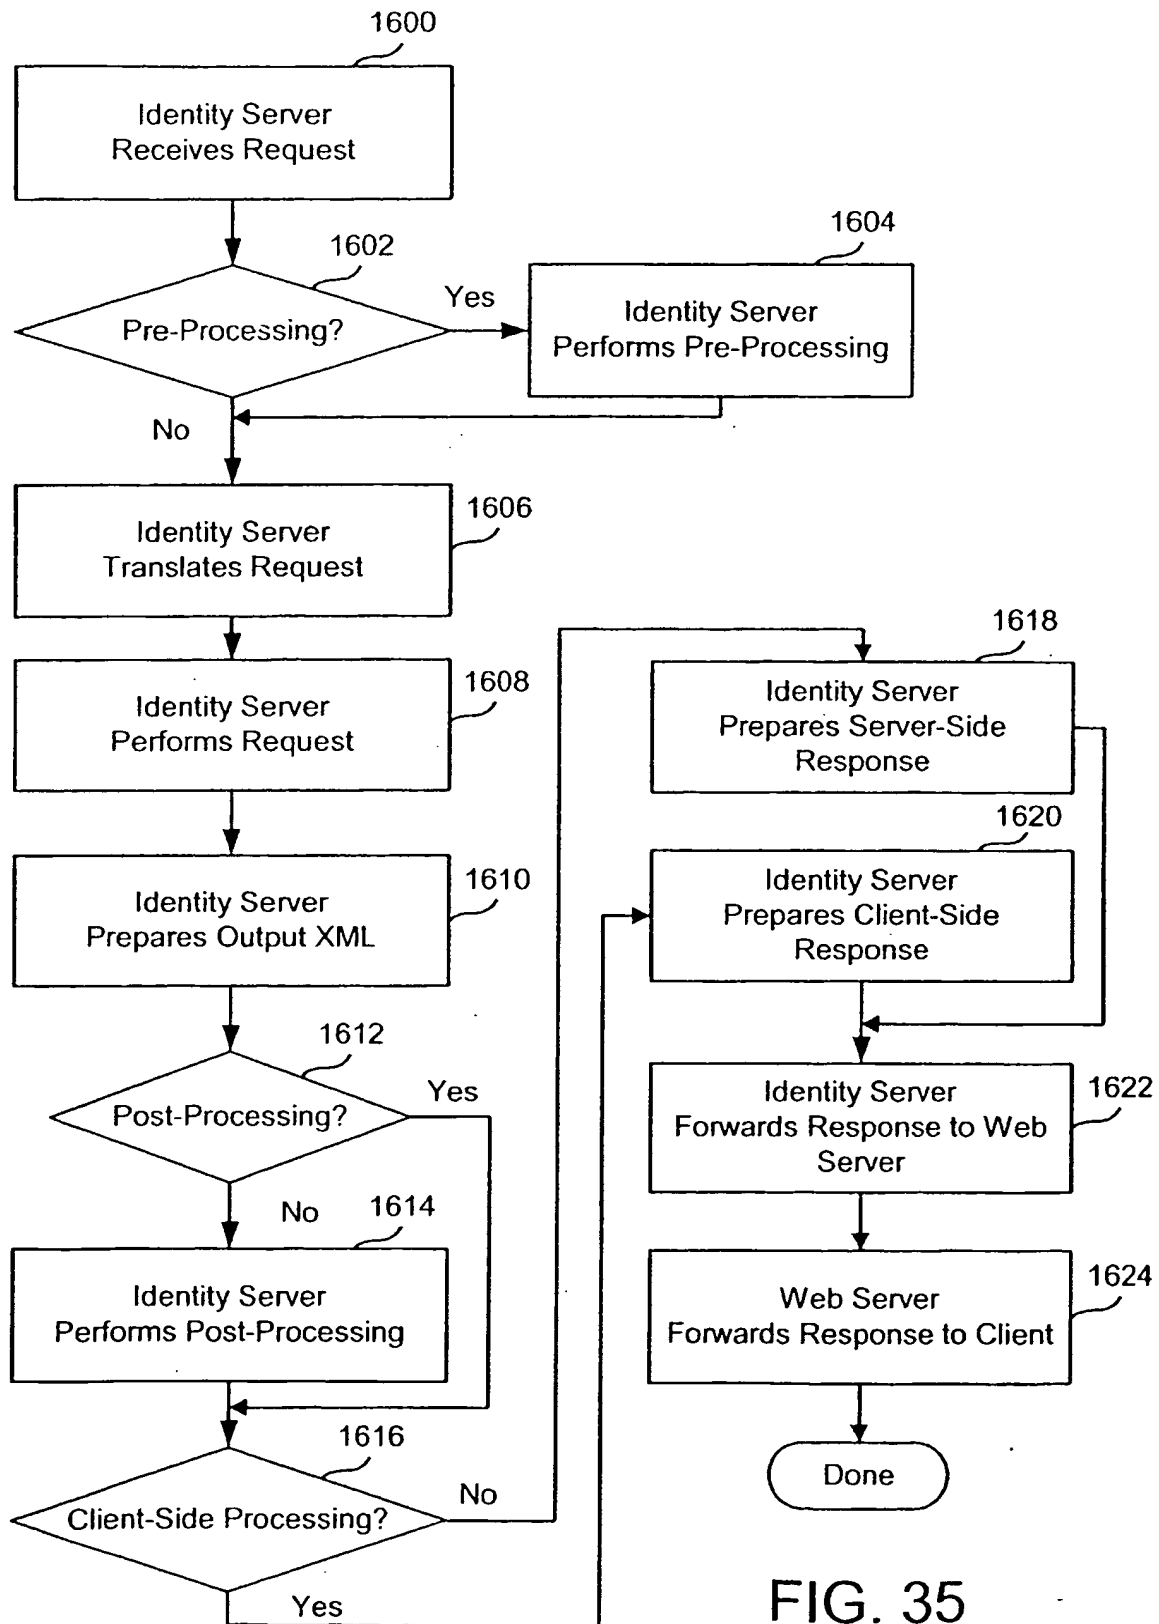 1600
Identity Server
Receives Request
1602
Pre-Processing?
Yes
1604
Identity Server
Performs Pre-Processing
No
1606
Identity Server
Translates Request
1608
Identity Server
Performs Request
1610
Identity Server
Prepares Output XML
1612
Post-Processing?
Yes
No
1614
Identity Server
Performs Post-Processing
1616
Client-Side Processing?
No
Yes
1618
Identity Server
Prepares Server-Side
Response
1620
Identity Server
Prepares Client-Side
Response
1622
Identity Server
Forwards Response to Web
Server
1624
Web Server
Forwards Response to Client
Done
FIG. 35